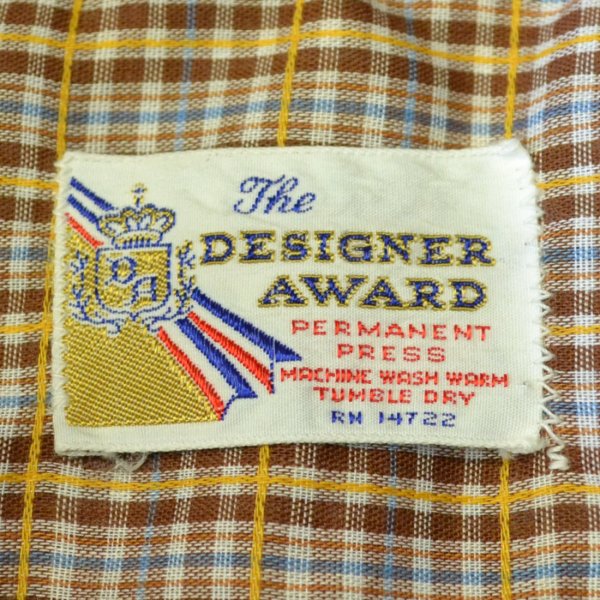 The
DESIGNER
AWARD
PERMANENT
PRESS
MACHINE WASH WARM
TUMBLE DRY
RN 14722